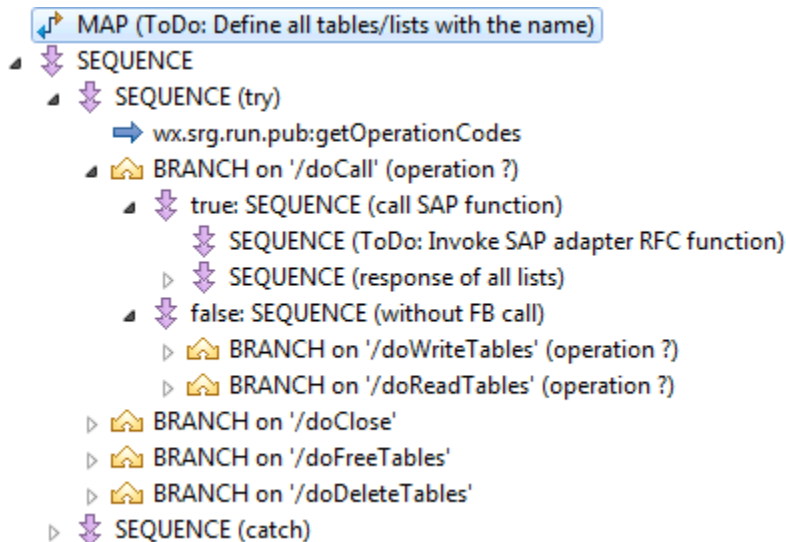 MAP (ToDo: Define all tables/lists with the name)
SEQUENCE
SEQUENCE (try)
wx.srg.run.pub:getOperationCodes
BRANCH on '/doCall' (operation ?)
true: SEQUENCE (call SAP function)
SEQUENCE (ToDo: Invoke SAP adapter RFC function)
SEQUENCE (response of all lists)
false: SEQUENCE (without FB call)
BRANCH on '/doWriteTables' (operation ?)
BRANCH on '/doReadTables' (operation ?)
BRANCH on '/doClose'
BRANCH on '/doFreeTables'
BRANCH on '/doDeleteTables'
SEQUENCE (catch)